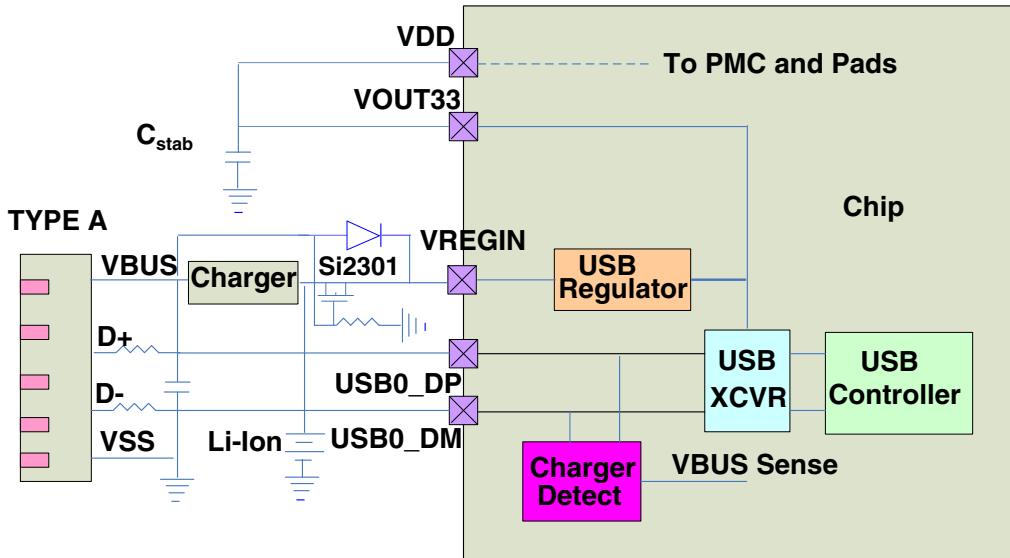 VDD
To PMC and Pads
VOUT33
Cstab
Chip
TYPE A
VREGIN
VBUS
Charger
Si2301
USB
Regulator
D+
USB
XCVR
USB
Controller
USB0_DP
D-
VSS
Li-Ion
USB0_DM
Charger
Detect
VBUS Sense